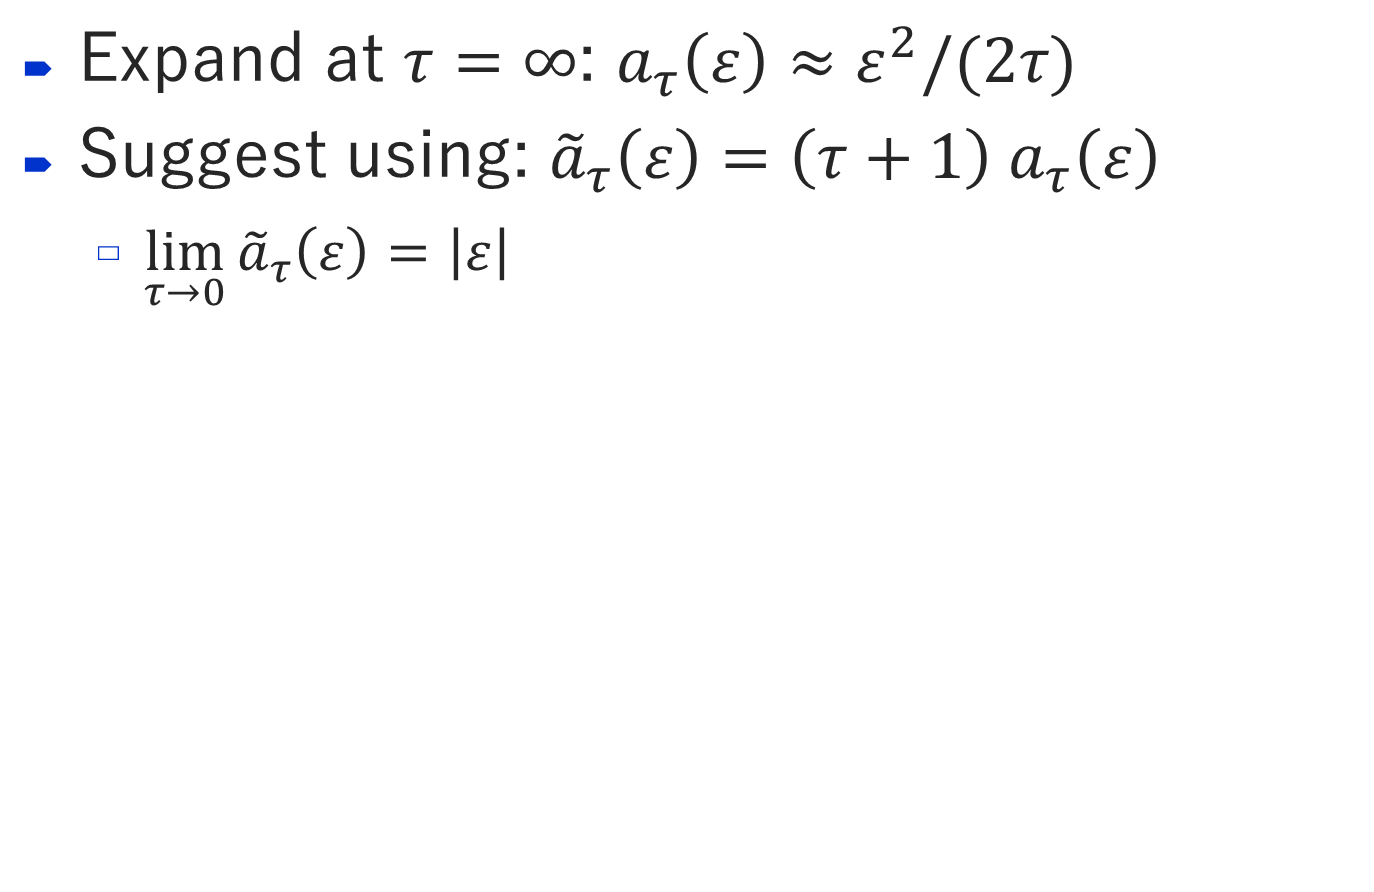 Expand at 𝜏 = ∞: 𝑎_𝜏(𝜀) ≈ 𝜀²/(2𝜏)
Suggest using: 𝑎̃_𝜏(𝜀) = (𝜏 + 1) 𝑎_𝜏(𝜀)
lim_{𝜏→0} 𝑎̃_𝜏(𝜀) = |𝜀|